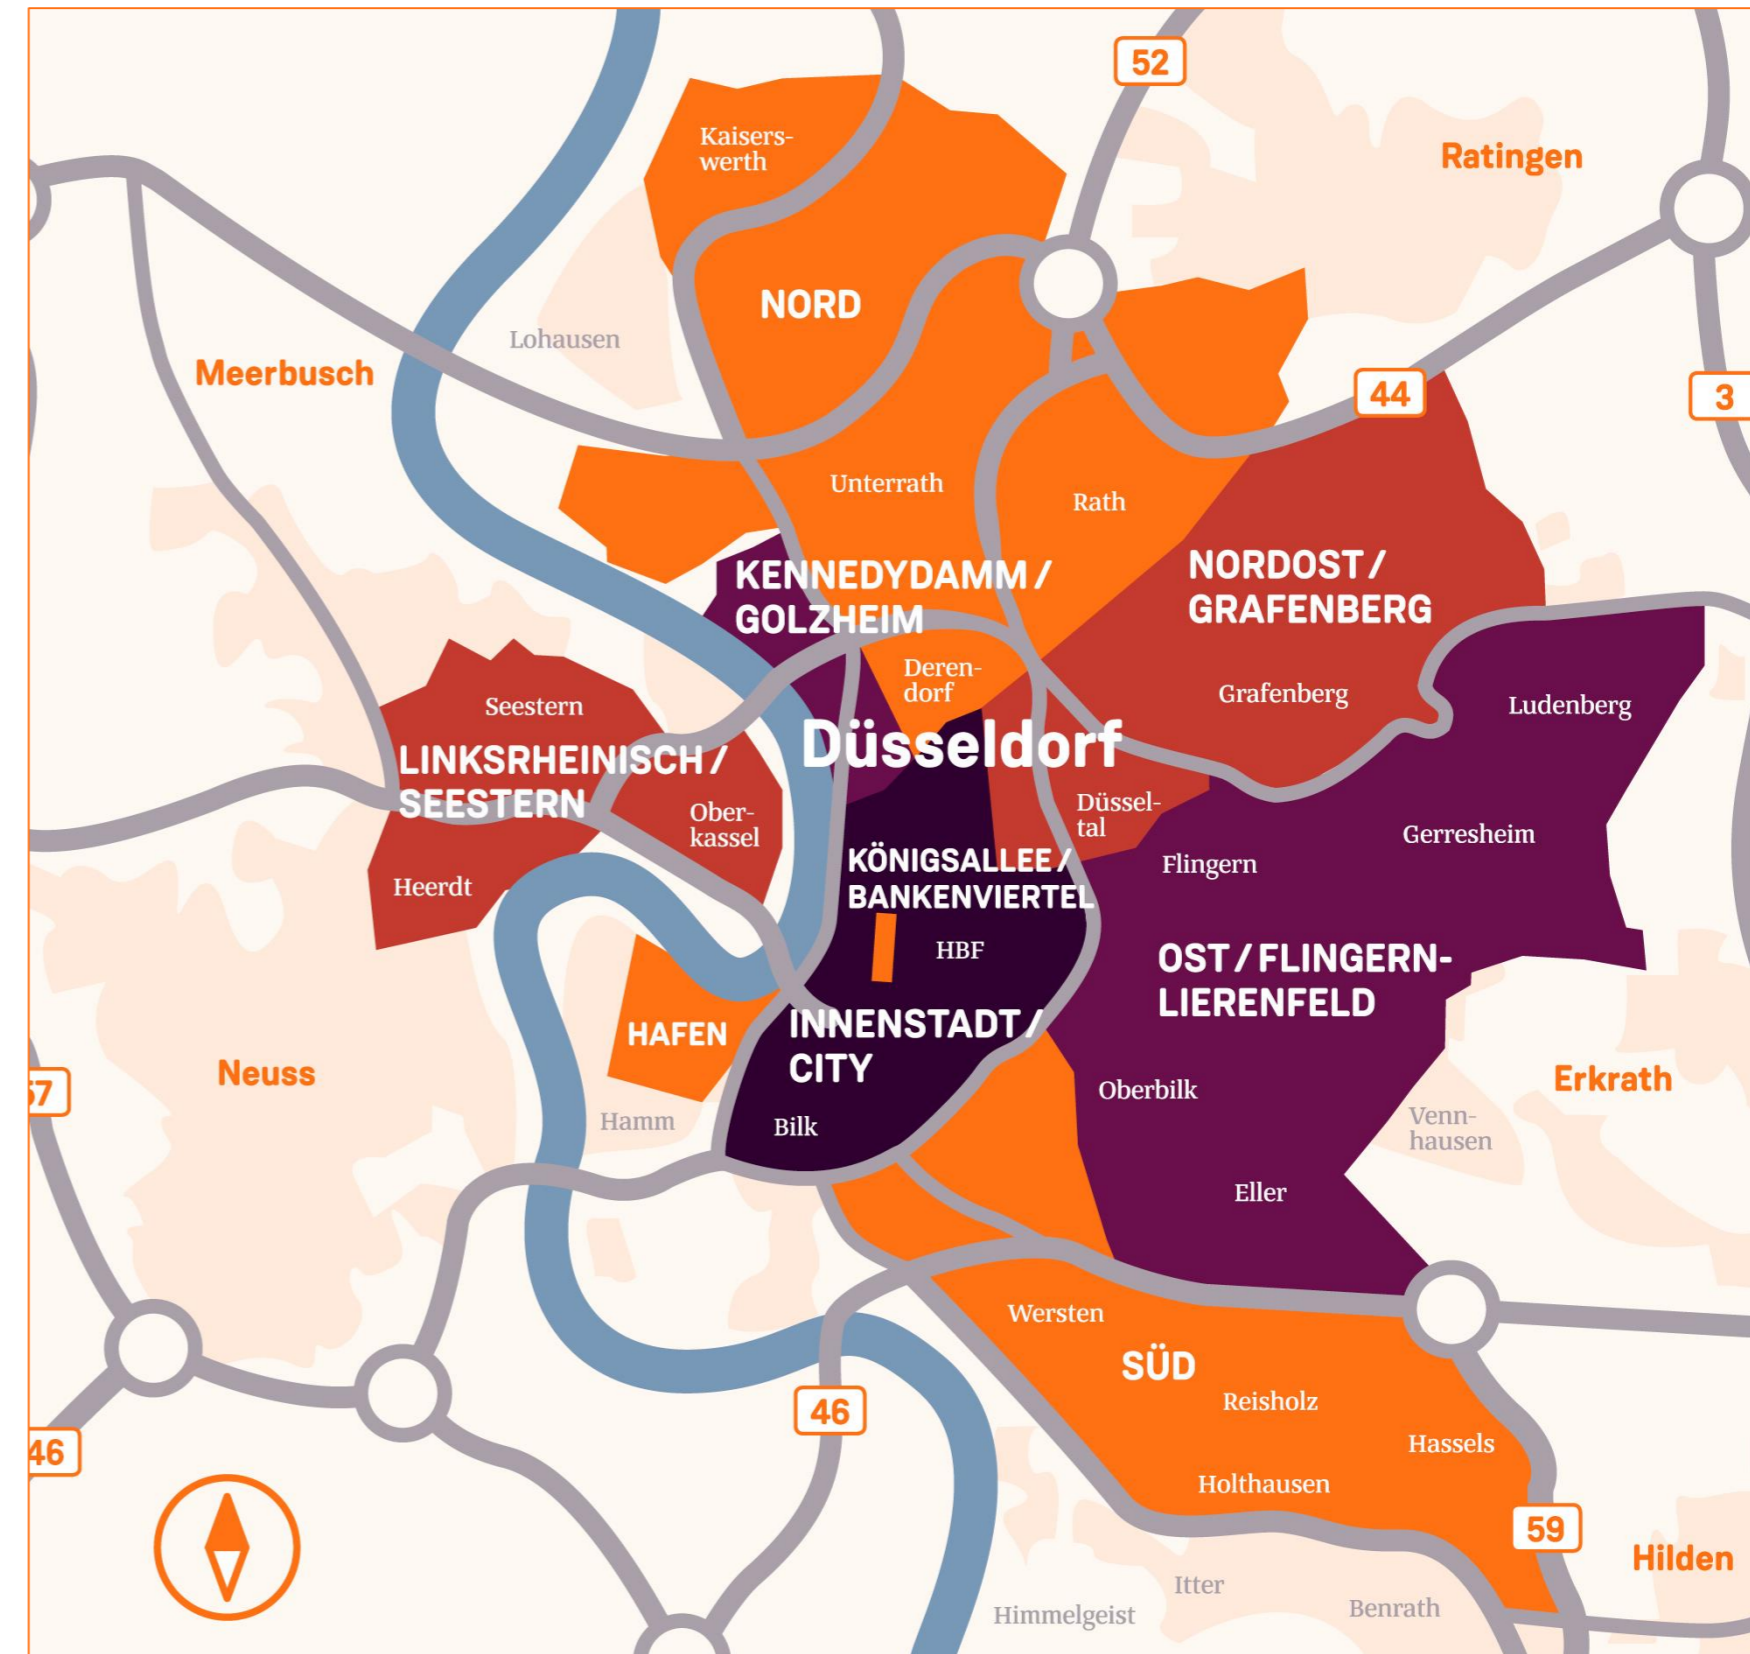 52
Kaisers-
werth
Ratingen
NORD
Lohausen
Meerbusch
44
3
Unterrath
Rath
KENNEDYDAMM /
GOLZHEIM
NORDOST /
GRAFENBERG
Deren-
dorf
Grafenberg
Ludenberg
Seestern
Düsseldorf
LINKSRHEINISCH /
SEESTERN
Ober-
kassel
Düssel-
tal
Gerresheim
KÖNIGSALLEE /
BANKENVIERTEL
Flingern
Heerdt
HBF
OST / FLINGERN-
LIERENFELD
HAFEN
INNENSTADT /
CITY
Neuss
57
Erkrath
Oberbilk
Hamm
Bilk
Venn-
hausen
Eller
Wersten
SÜD
Reisholz
46
Hassels
46
Holthausen
59
Hilden
Itter
Himmelgeist
Benrath